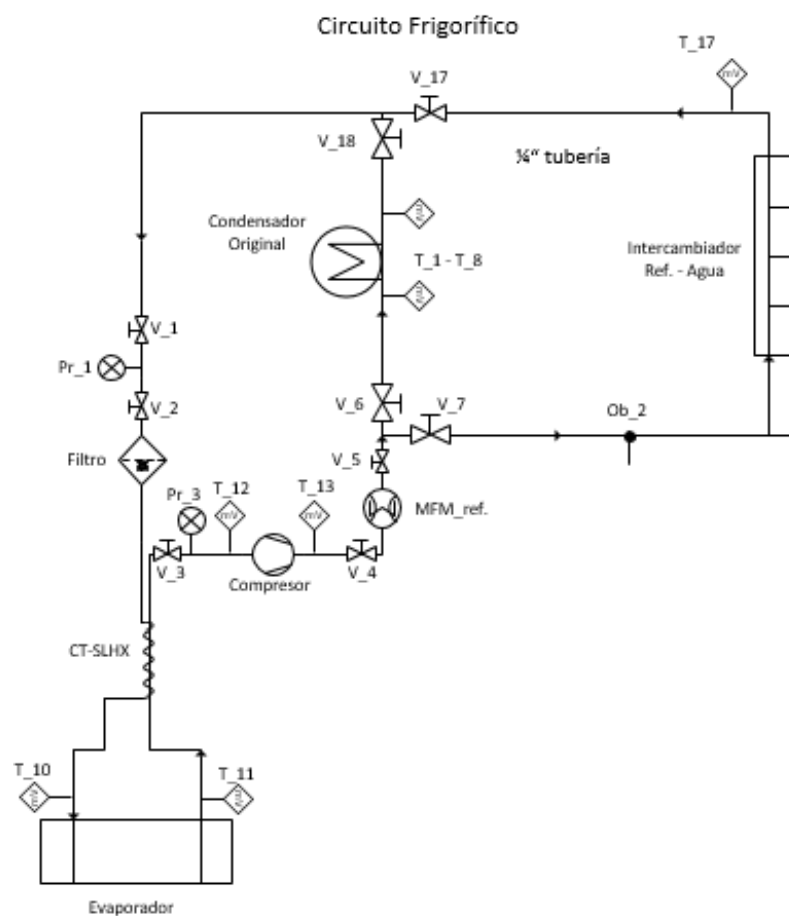 Circuito Frigorífico
T_17
V_17
V_18
¼“ tubería
Condensador
Original
T_1 - T_8
Intercambiador
Ref. - Agua
V_1
Pr_1
V_2
V_6
V_7
Ob_2
Filtro
V_5
Pr_3
T_12
T_13
MFM_ref.
V_3
V_4
Compresor
CT-SLHX
T_10
T_11
Evaporador